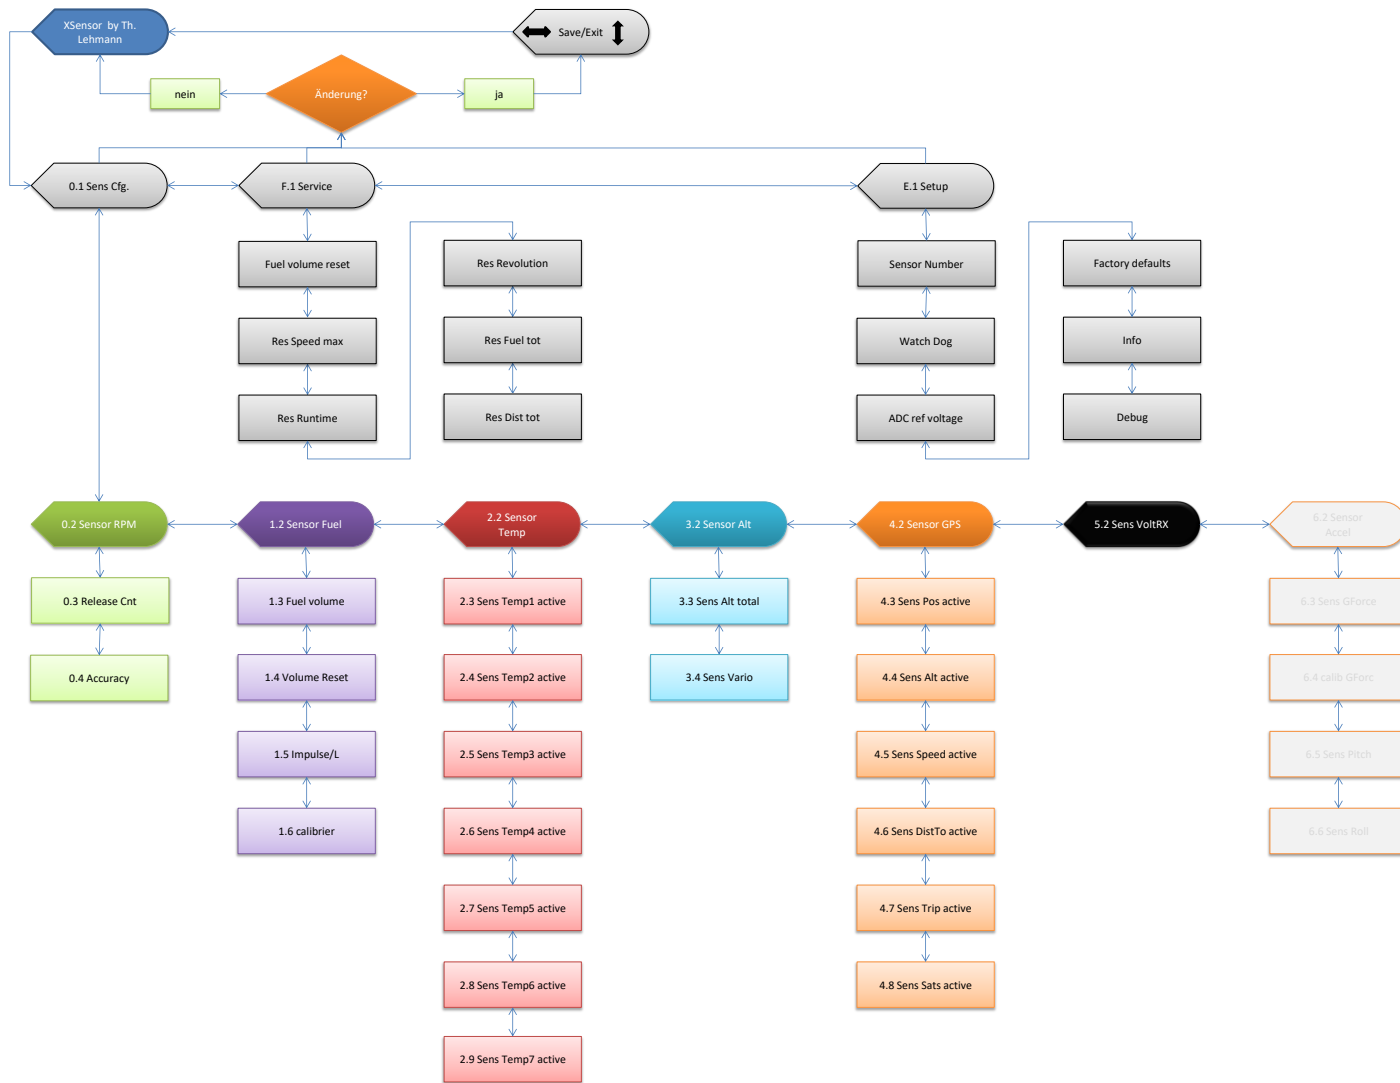 XSensor by Th.
Lehmann
Save/Exit
nein
Änderung?
ja
0.1 Sens Cfg.
F.1 Service
E.1 Setup
Fuel volume reset
Res Revolution
Sensor Number
Factory defaults
Res Speed max
Res Fuel tot
Watch Dog
Info
Res Runtime
Res Dist tot
ADC ref voltage
Debug
0.2 Sensor RPM
1.2 Sensor Fuel
2.2 Sensor
Temp
3.2 Sensor Alt
4.2 Sensor GPS
5.2 Sens VoltRX
6.2 Sensor
Accel
0.3 Release Cnt
1.3 Fuel volume
2.3 Sens Temp1 active
3.3 Sens Alt total
4.3 Sens Pos active
6.3 Sens GForce
0.4 Accuracy
1.4 Volume Reset
2.4 Sens Temp2 active
3.4 Sens Vario
4.4 Sens Alt active
6.4 calib GForc
1.5 Impulse/L
2.5 Sens Temp3 active
4.5 Sens Speed active
6.5 Sens Pitch
1.6 calibrier
2.6 Sens Temp4 active
4.6 Sens DistTo active
6.6 Sens Roll
2.7 Sens Temp5 active
4.7 Sens Trip active
2.8 Sens Temp6 active
4.8 Sens Sats active
2.9 Sens Temp7 active